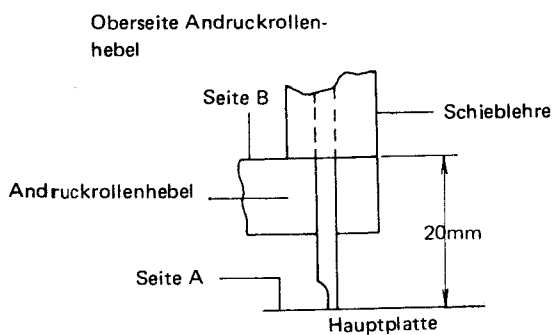 Oberseite Andruckrollen-
hebel
Seite B
Schieblehre
Andruckrollenhebel
20mm
Seite A
Hauptplatte